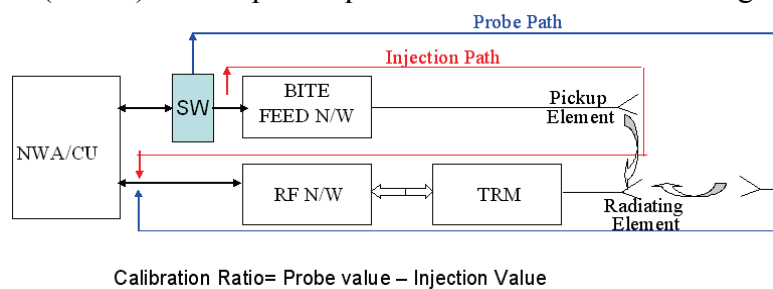 Probe Path
Injection Path
SW
BITE
FEED N/W
Pickup
Element
NWA/CU
RF N/W
TRM
Radiating
Element
Calibration Ratio= Probe value – Injection Value